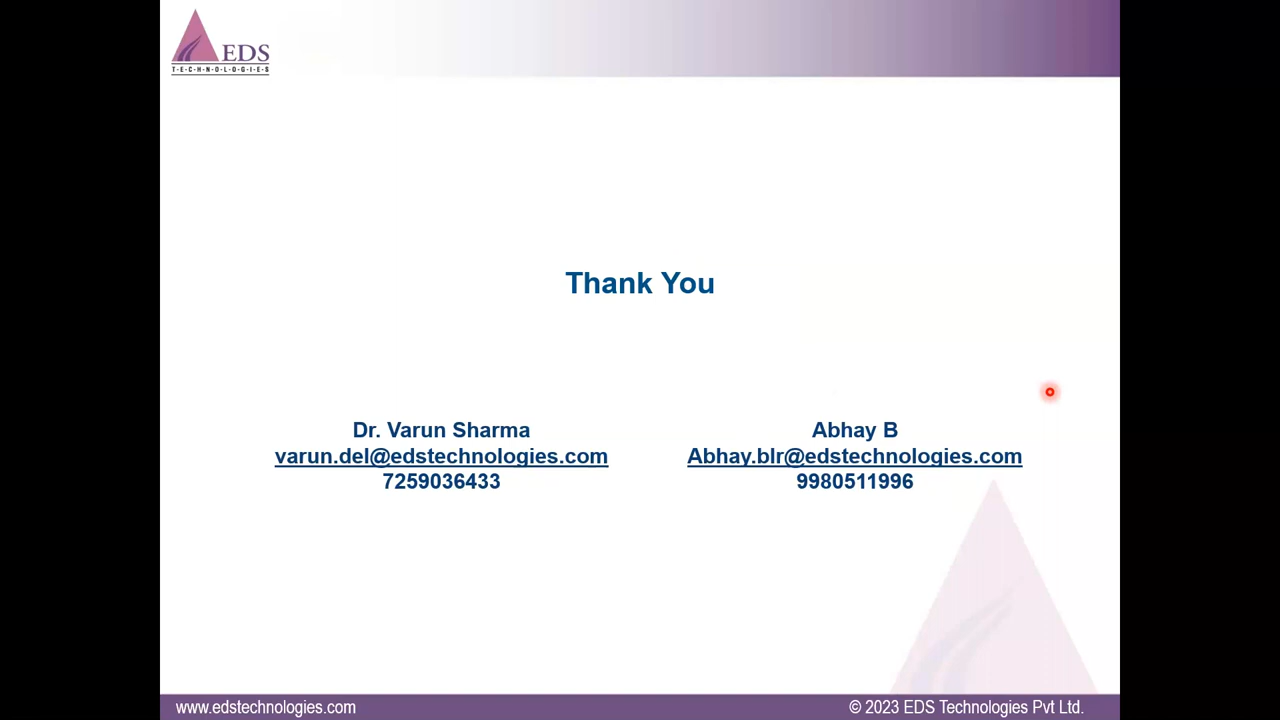 EDS
T·E·C·H·N·O·L·O·G·I·E·S
Thank You
Dr. Varun Sharma
varun.del@edstechnologies.com
7259036433
Abhay B
Abhay.blr@edstechnologies.com
9980511996
www.edstechnologies.com
© 2023 EDS Technologies Pvt Ltd.